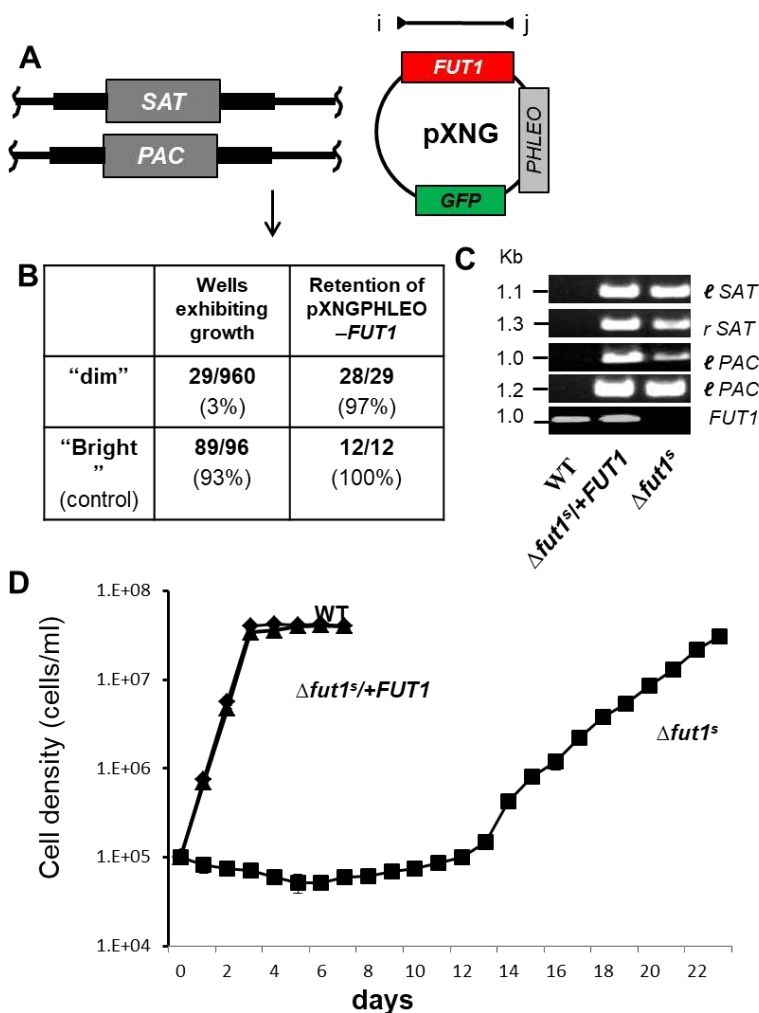 A
SAT
PAC
i j
FUT1
pXNG
PHLEO
GFP
B
Wells exhibiting growth
Retention of pXNGPHLEO –FUT1
“dim” 29/960 (3%) 28/29 (97%)
“Bright ” (control) 89/96 (93%) 12/12 (100%)
C
Kb
1.1 ℓ SAT
1.3 r SAT
1.0 ℓ PAC
1.2 ℓ PAC
1.0 FUT1
WT
Δfut1ˢ/+FUT1
Δfut1ˢ
D
Cell density (cells/ml)
1.E+08
1.E+07
1.E+06
1.E+05
1.E+04
WT
Δfut1ˢ/+FUT1
Δfut1ˢ
0 2 4 6 8 10 12 14 16 18 20 22
days